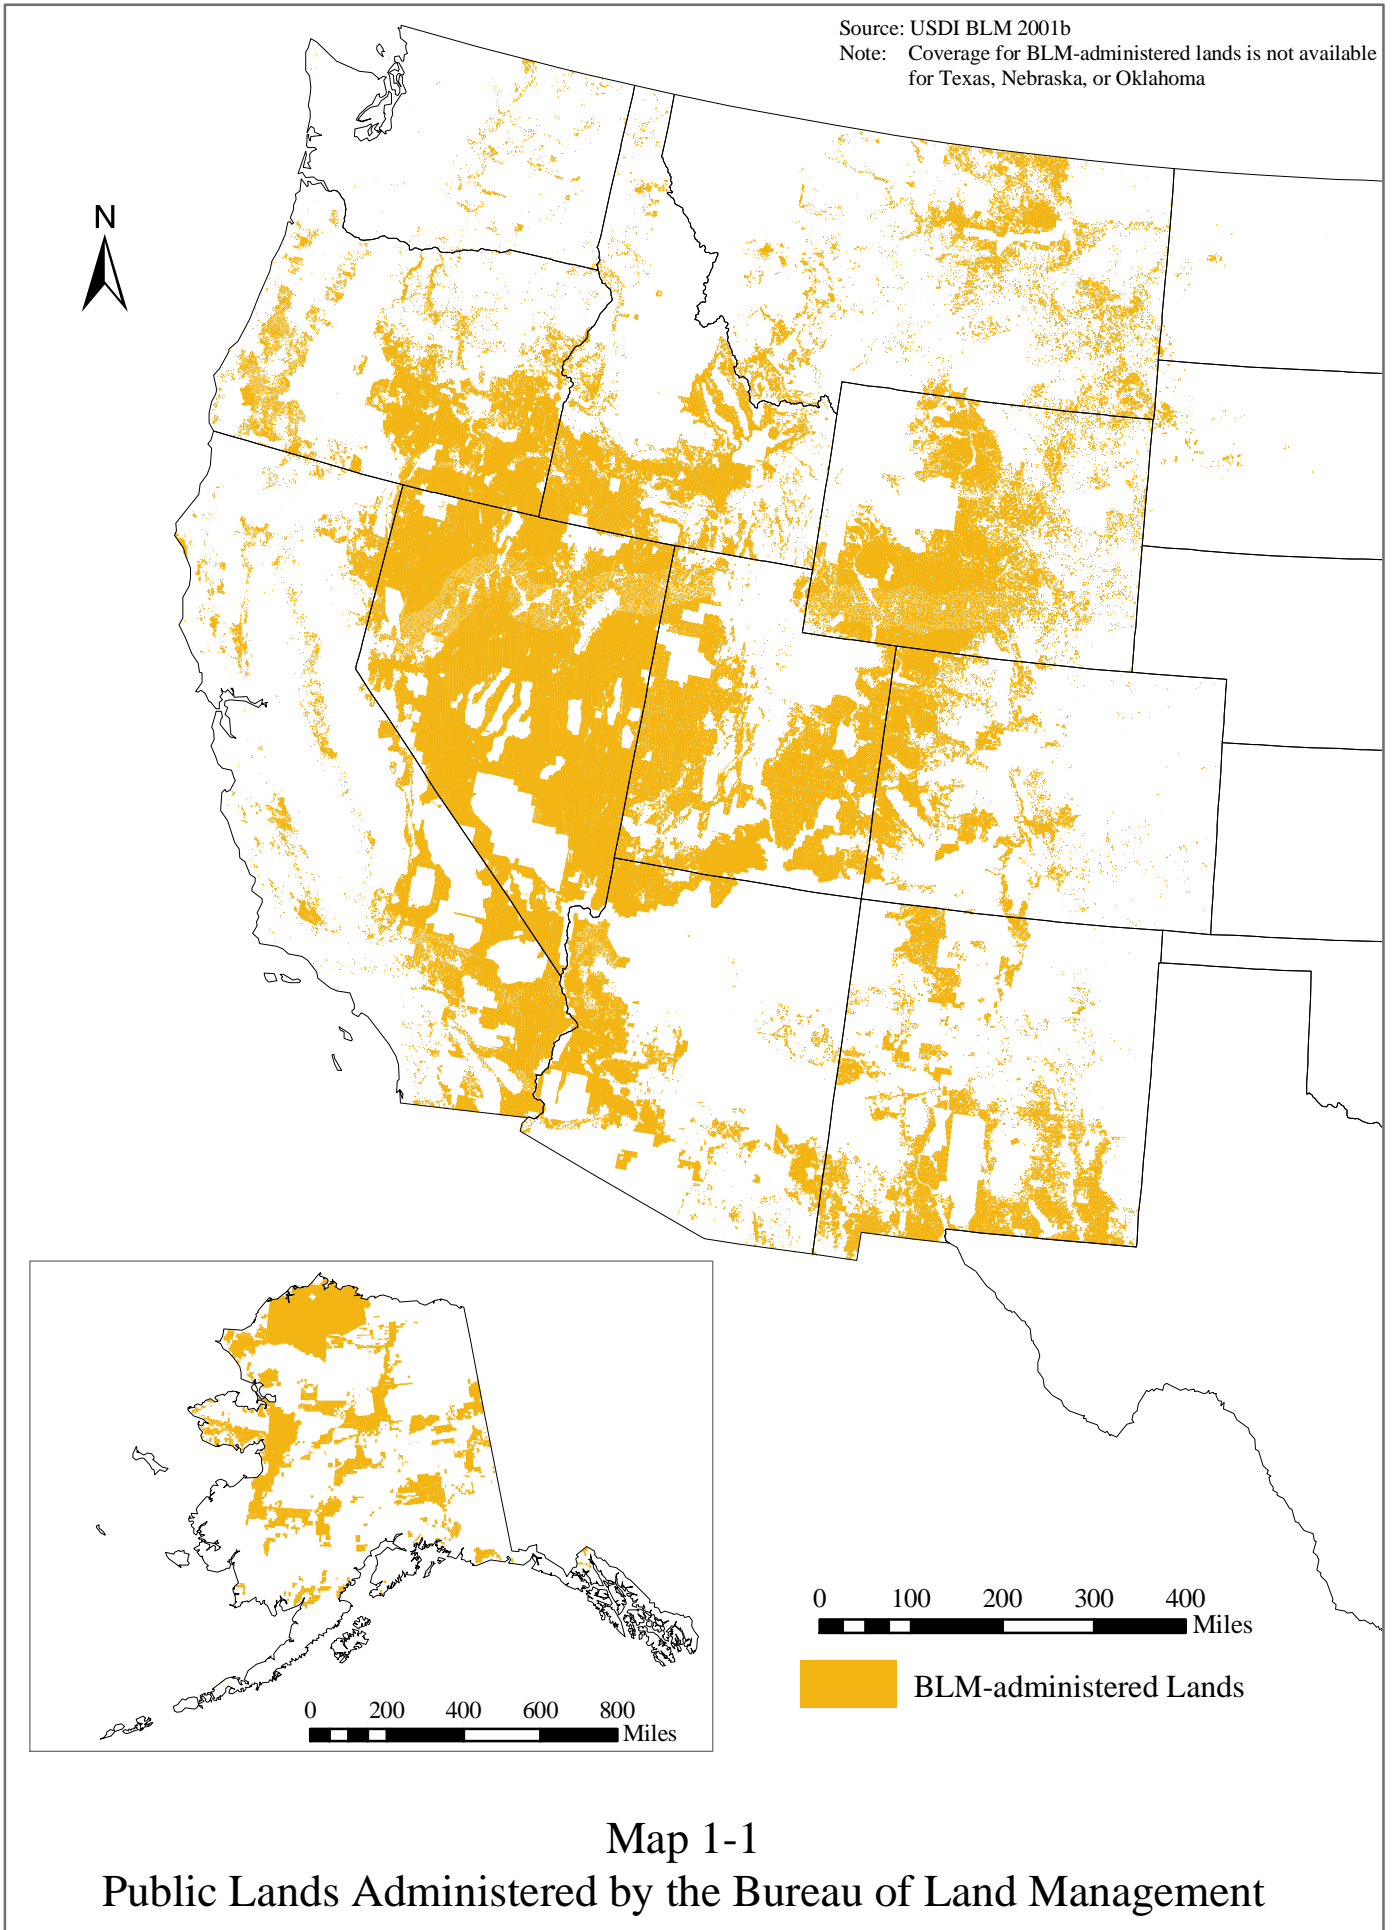 Source: USDI BLM 2001b
Note: Coverage for BLM-administered lands is not available
for Texas, Nebraska, or Oklahoma
N
0 100 200 300 400
Miles
BLM-administered Lands
0 200 400 600 800
Miles
Map 1-1
Public Lands Administered by the Bureau of Land Management